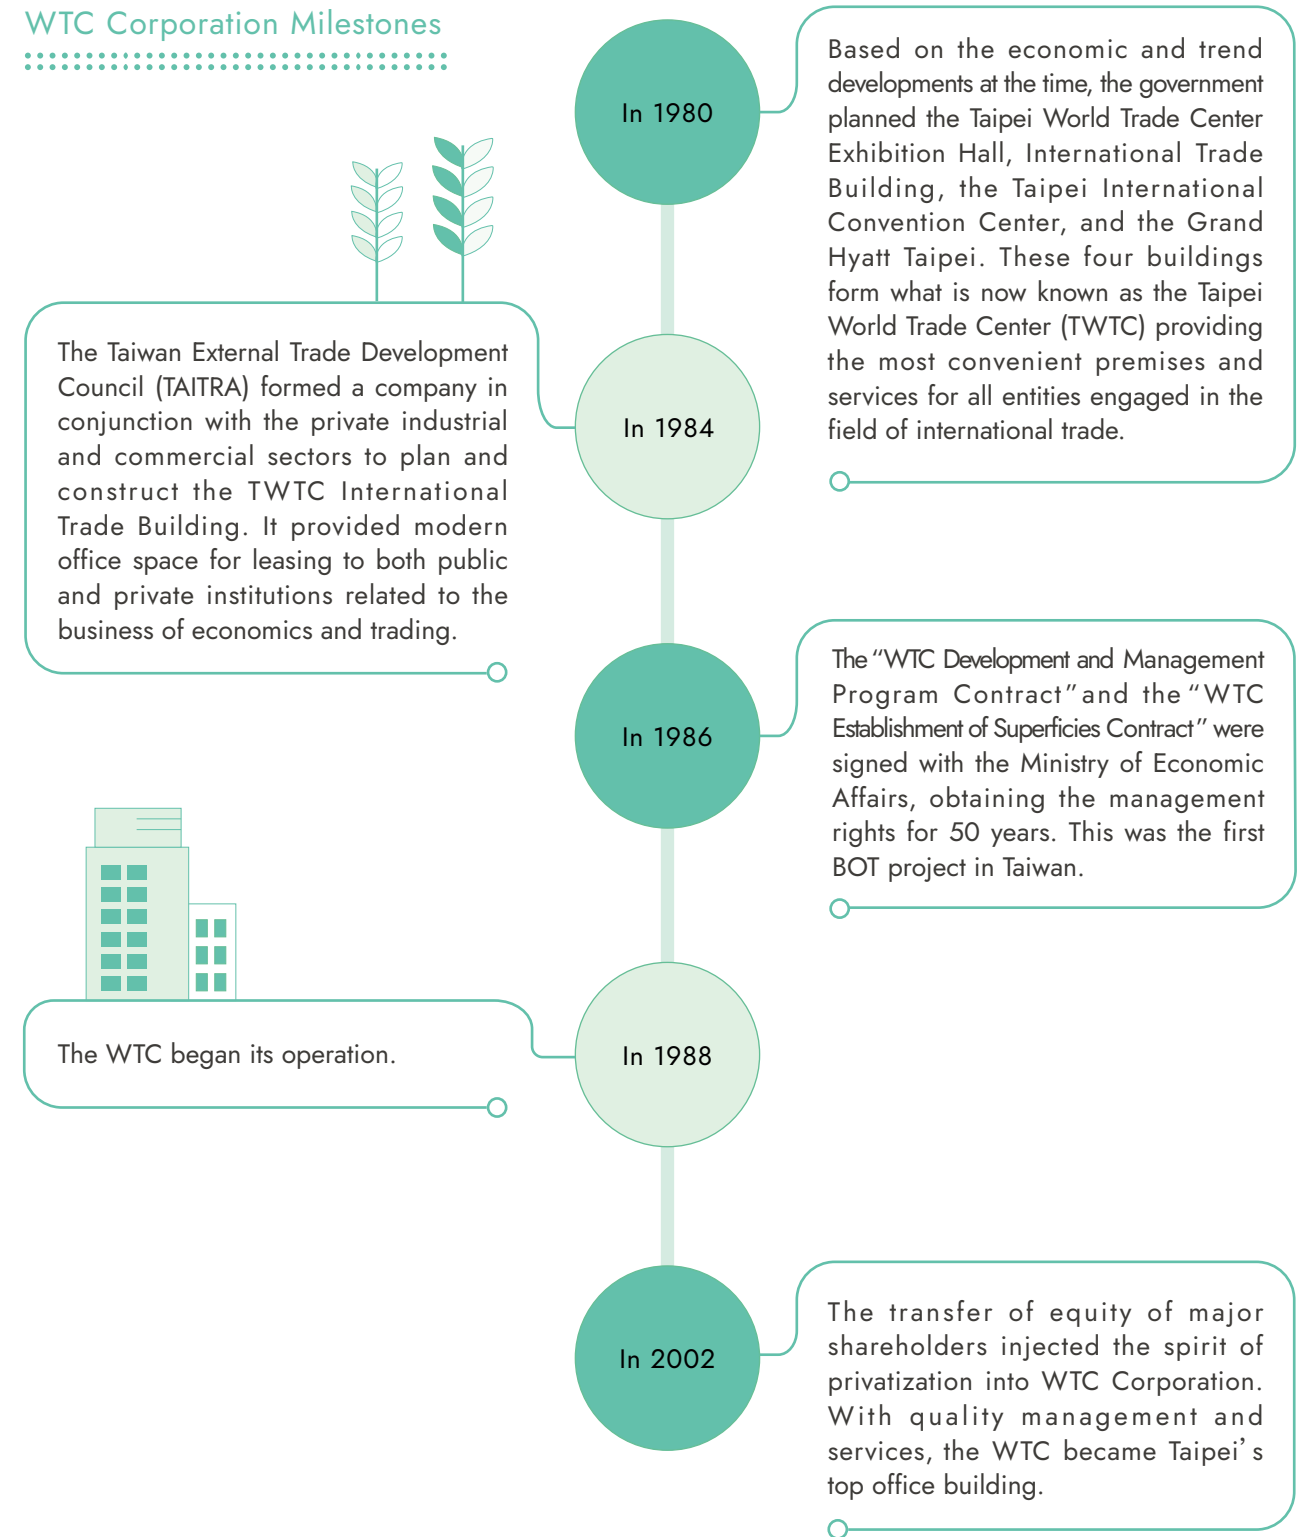 WTC Corporation Milestones
In 1980
Based on the economic and trend
developments at the time, the government
planned the Taipei World Trade Center
Exhibition Hall, International Trade
Building, the Taipei International
Convention Center, and the Grand
Hyatt Taipei. These four buildings
form what is now known as the Taipei
World Trade Center (TWTC) providing
the most convenient premises and
services for all entities engaged in the
field of international trade.
In 1984
The Taiwan External Trade Development
Council (TAITRA) formed a company in
conjunction with the private industrial
and commercial sectors to plan and
construct the TWTC International
Trade Building. It provided modern
office space for leasing to both public
and private institutions related to the
business of economics and trading.
In 1986
The “WTC Development and Management
Program Contract” and the “WTC
Establishment of Superficies Contract” were
signed with the Ministry of Economic
Affairs, obtaining the management
rights for 50 years. This was the first
BOT project in Taiwan.
In 1988
The WTC began its operation.
In 2002
The transfer of equity of major
shareholders injected the spirit of
privatization into WTC Corporation.
With quality management and
services, the WTC became Taipei’s
top office building.